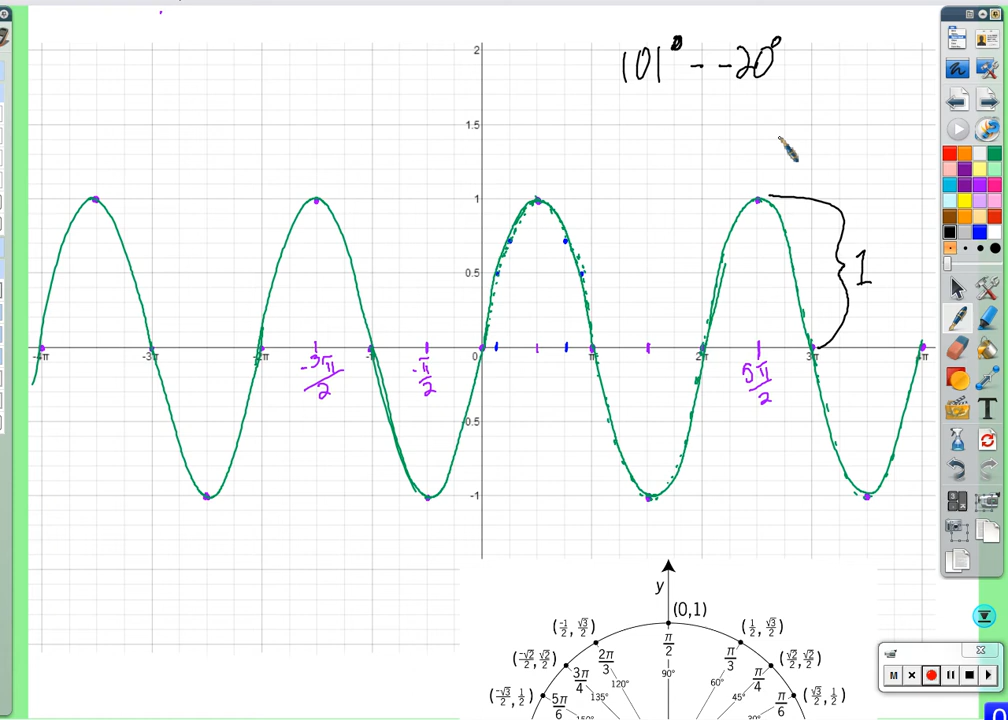 2
101° - -20°
1.5
1
1
0.5
-4π
-3π
-2π
-3π/2
-π/2
0
2π
5π/2
3π
-0.5
-1
y
(0,1)
(-1/2, √3/2)
(1/2, √3/2)
π/2
2π/3
π/3
(-√2/2, √2/2)
(√2/2, √2/2)
90°
3π/4
120°
60°
π/4
(-√3/2, 1/2)
135°
45°
(√3/2, 1/2)
5π/6
150°
30°
π/6
M